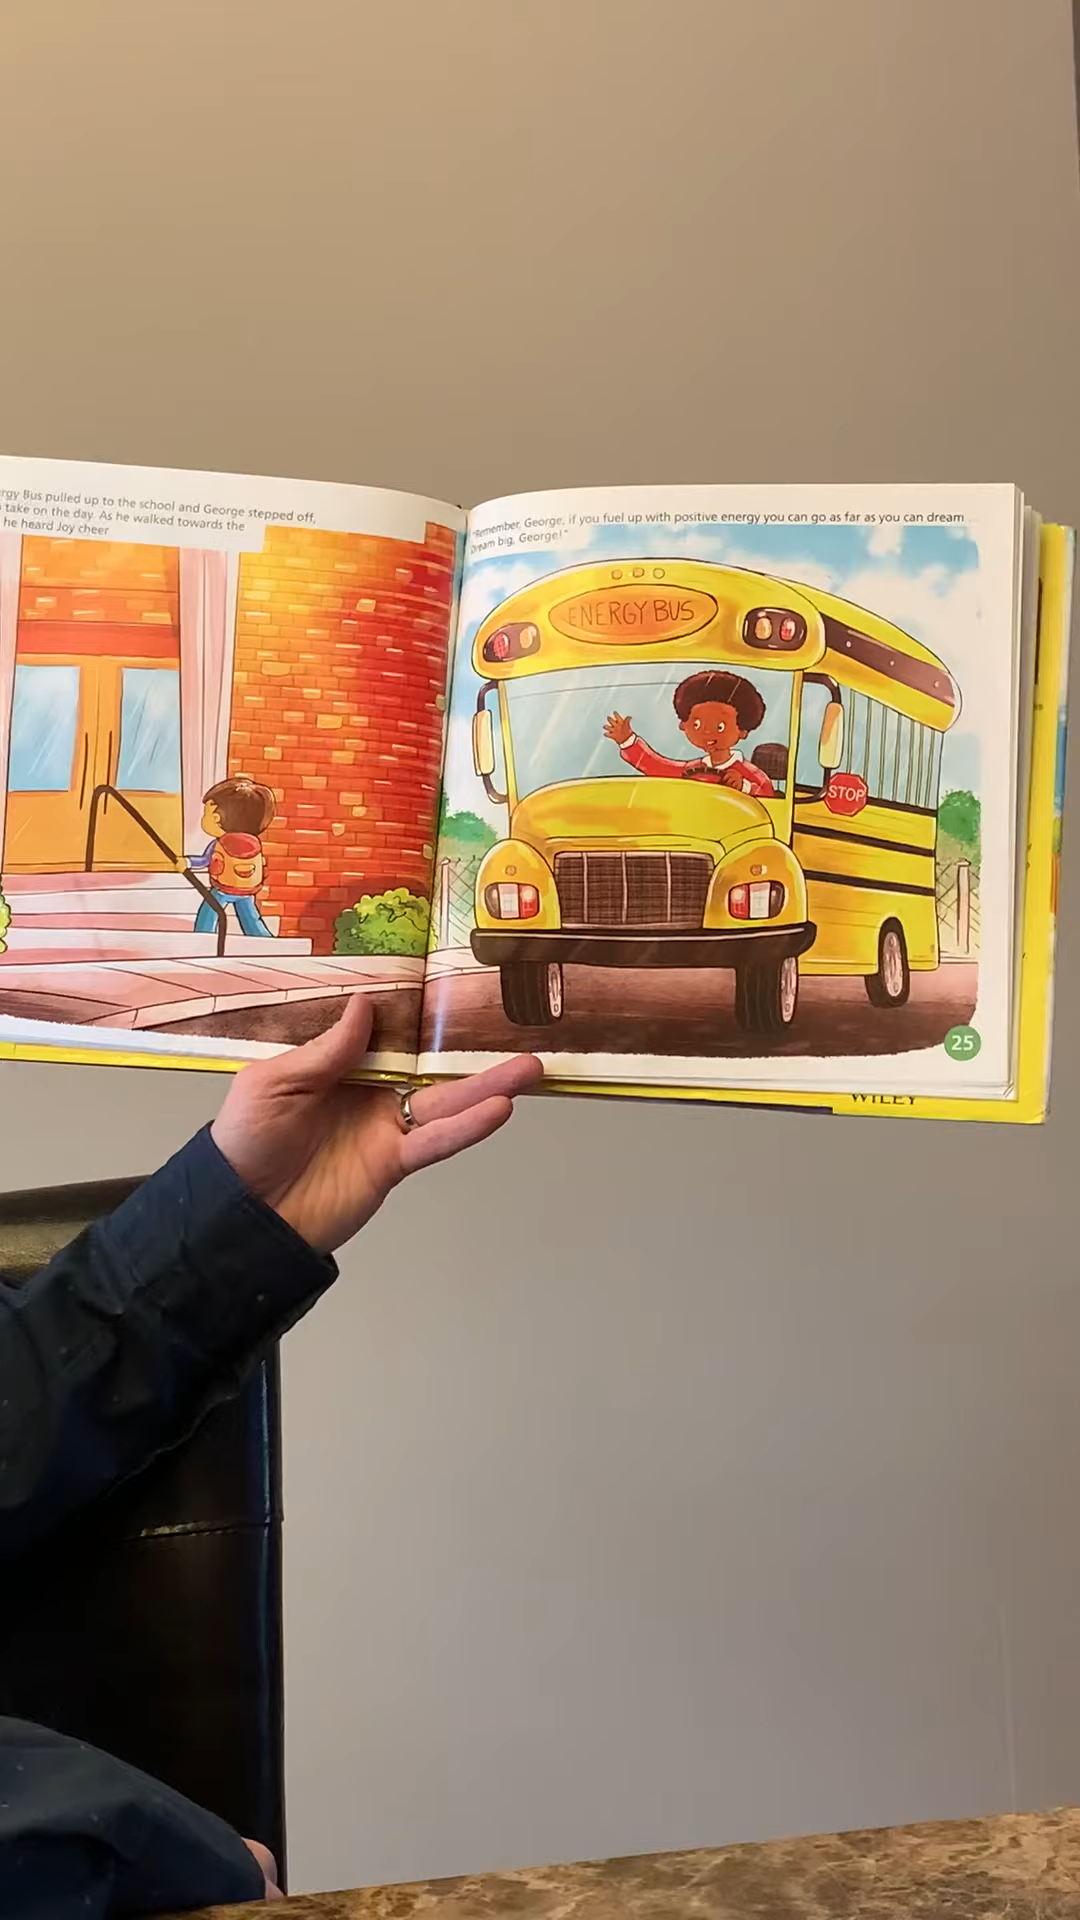 rgy Bus pulled up to the school and George stepped off,
take on the day. As he walked towards the
he heard Joy cheer
"Remember, George, if you fuel up with positive energy you can go as far as you can dream ...
Dream big, George!"
ENERGY BUS
STOP
25
WILEY